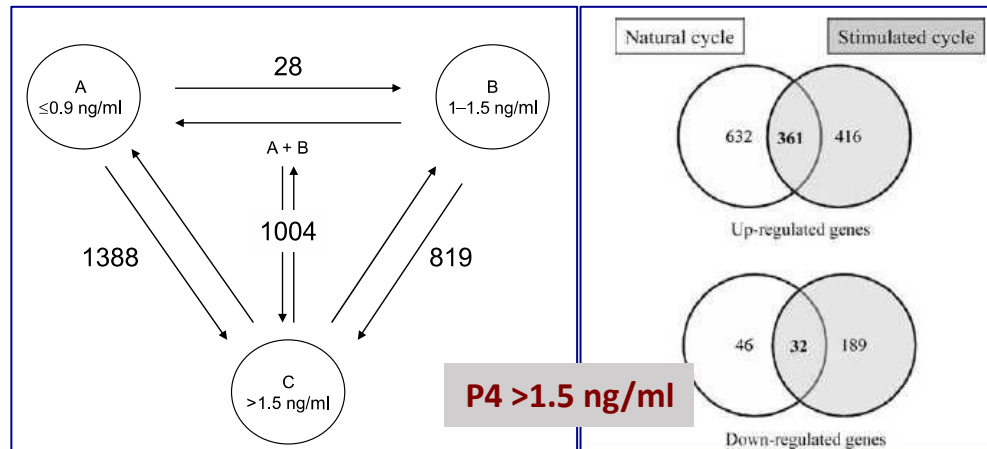 28
A
≤0.9 ng/ml
B
1–1.5 ng/ml
A + B
1388
1004
819
C
>1.5 ng/ml
P4 >1.5 ng/ml
Natural cycle
Stimulated cycle
632
361
416
Up-regulated genes
46
32
189
Down-regulated genes